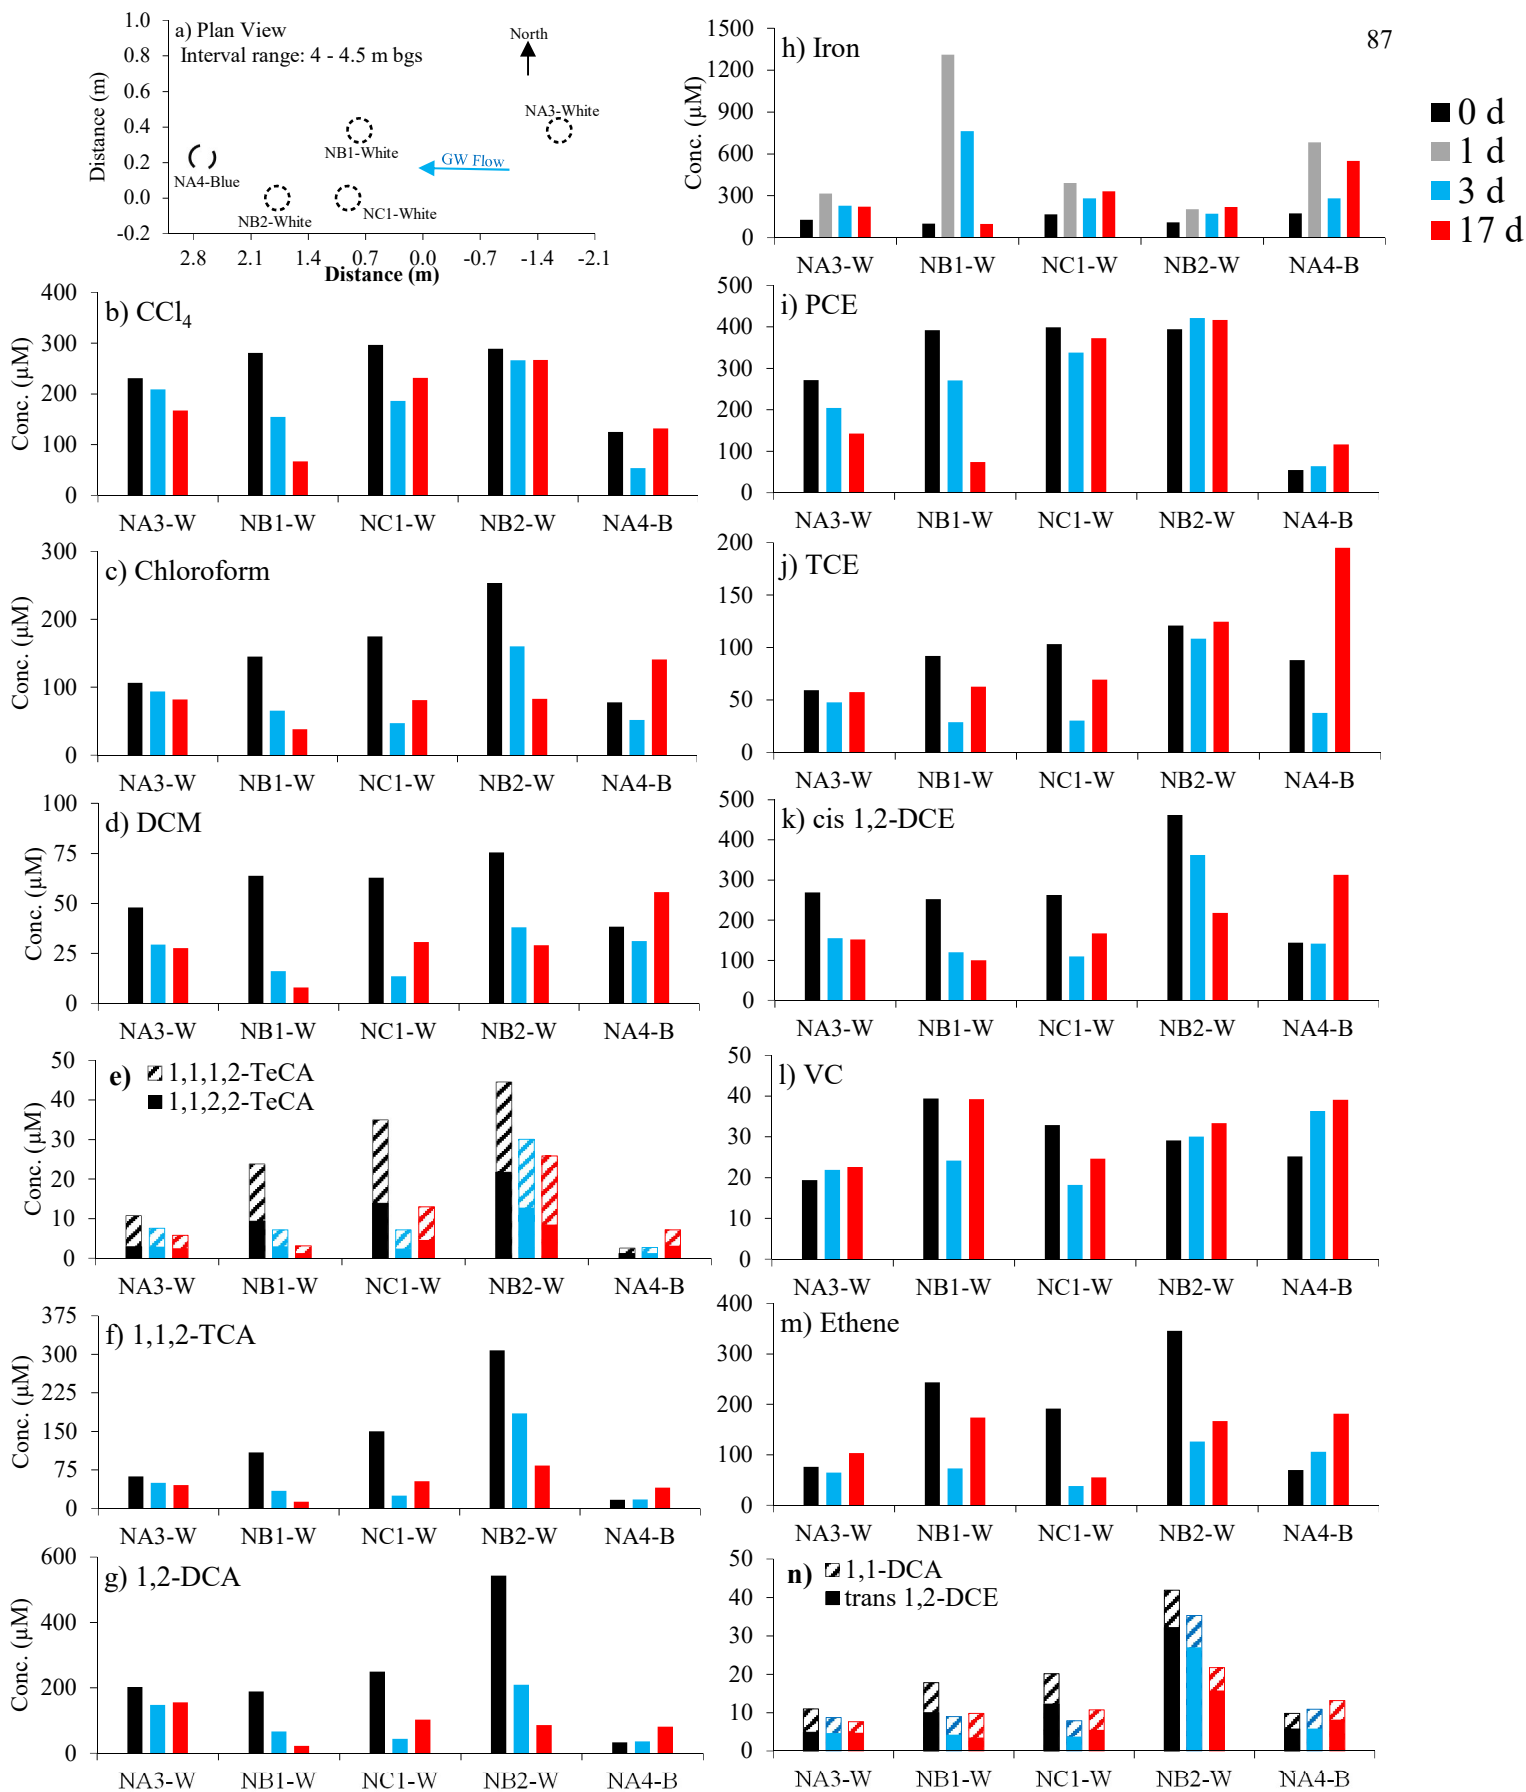 87
a) Plan View
Interval range: 4 - 4.5 m bgs
North
NA3-White
NB1-White
GW Flow
NA4-Blue
NB2-White
NC1-White
Distance (m)
1.0
0.8
0.6
0.4
0.2
0.0
-0.2
2.8 2.1 1.4 0.7 0.0 -0.7 -1.4 -2.1
Distance (m)
h) Iron
Conc. (µM)
1500
1200
900
600
300
0
NA3-W NB1-W NC1-W NB2-W NA4-B
0 d
1 d
3 d
17 d
b) CCl4
Conc. (µM)
400
300
200
100
0
NA3-W NB1-W NC1-W NB2-W NA4-B
i) PCE
500
400
300
200
100
0
NA3-W NB1-W NC1-W NB2-W NA4-B
c) Chloroform
Conc. (µM)
300
200
100
0
NA3-W NB1-W NC1-W NB2-W NA4-B
j) TCE
200
150
100
50
0
NA3-W NB1-W NC1-W NB2-W NA4-B
d) DCM
Conc. (µM)
100
75
50
25
0
NA3-W NB1-W NC1-W NB2-W NA4-B
k) cis 1,2-DCE
500
400
300
200
100
0
NA3-W NB1-W NC1-W NB2-W NA4-B
e)
1,1,1,2-TeCA
1,1,2,2-TeCA
Conc. (µM)
50
40
30
20
10
0
NA3-W NB1-W NC1-W NB2-W NA4-B
l) VC
50
40
30
20
10
0
NA3-W NB1-W NC1-W NB2-W NA4-B
f) 1,1,2-TCA
Conc. (µM)
375
300
225
150
75
0
NA3-W NB1-W NC1-W NB2-W NA4-B
m) Ethene
400
300
200
100
0
NA3-W NB1-W NC1-W NB2-W NA4-B
g) 1,2-DCA
Conc. (µM)
600
400
200
0
NA3-W NB1-W NC1-W NB2-W NA4-B
n)
1,1-DCA
trans 1,2-DCE
50
40
30
20
10
0
NA3-W NB1-W NC1-W NB2-W NA4-B